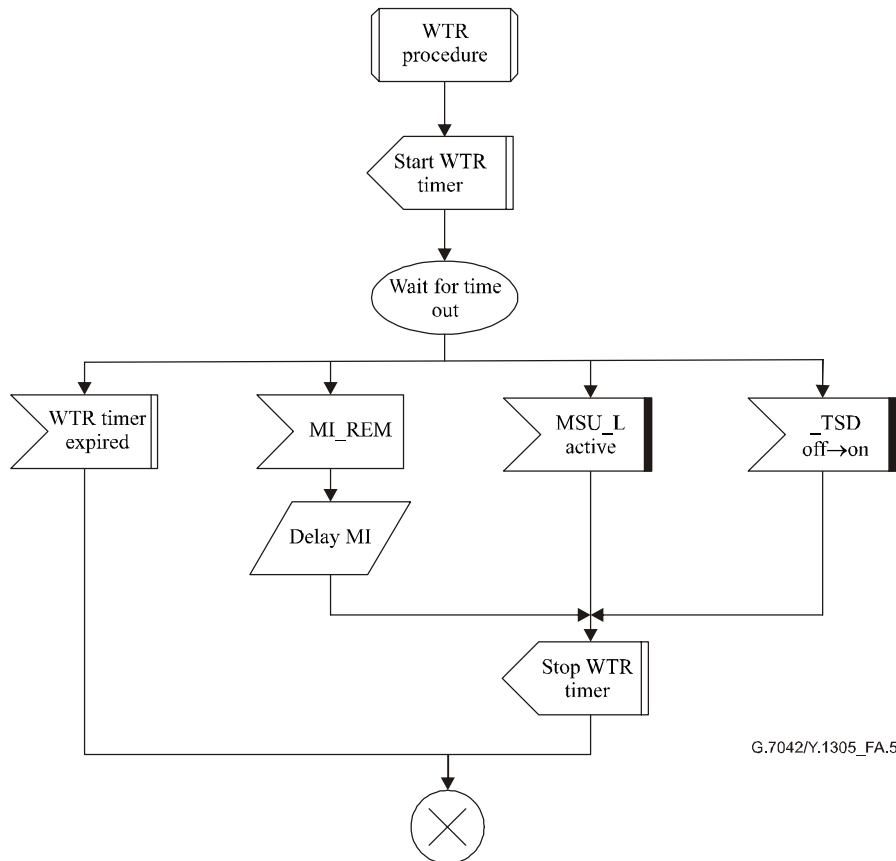 WTR
procedure
Start WTR
timer
Wait for time
out
WTR timer
expired
MI_REM
MSU_L
active
_TSD
off→on
Delay MI
Stop WTR
timer
G.7042/Y.1305_FA.5